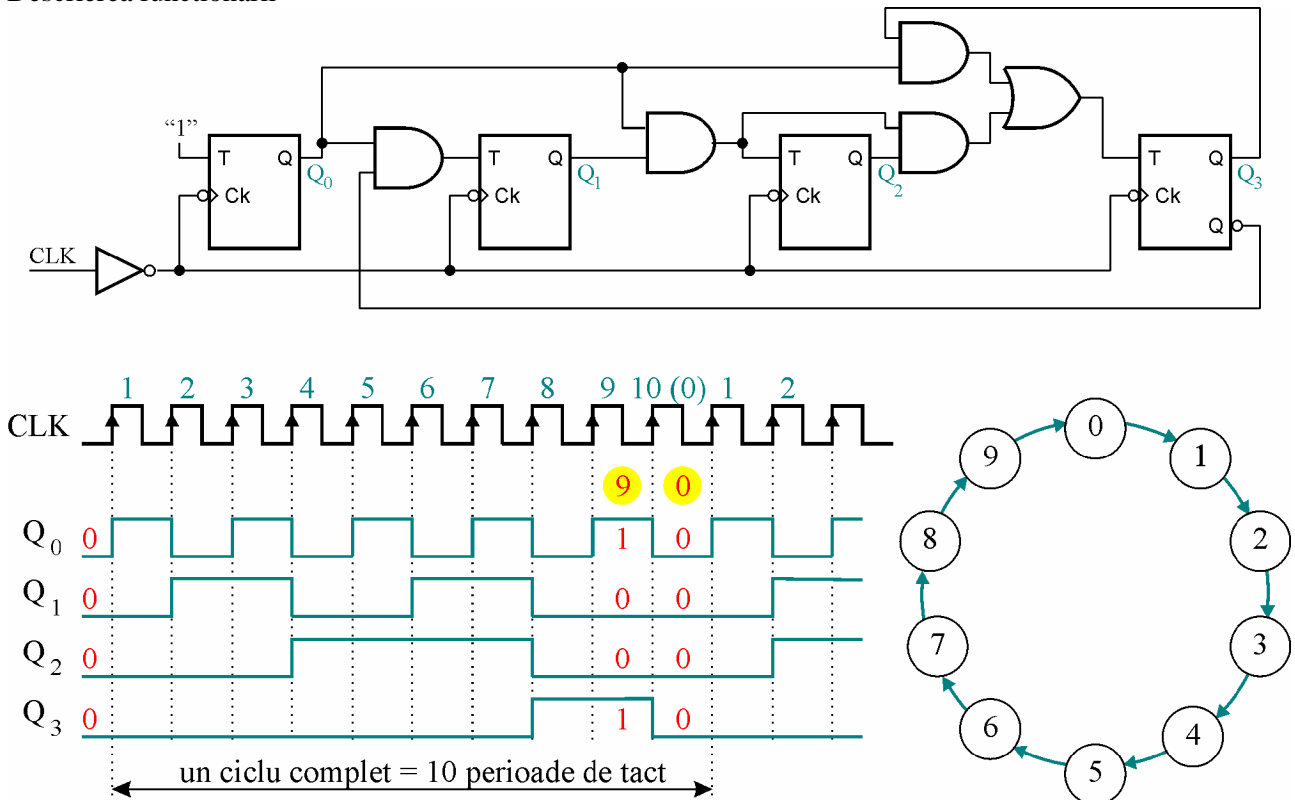 Descrierea funcționării
"1"
T Q T Q T Q T Q
Q0 Q1 Q2 Q3
Ck Ck Ck Ck
Q
CLK
1 2 3 4 5 6 7 8 9 10 (0) 1 2
CLK
9 0
Q0 0 1 0
Q1 0 0 0
Q2 0 0 0
Q3 0 1 0
un ciclu complet = 10 perioade de tact
0
1
2
3
4
5
6
7
8
9